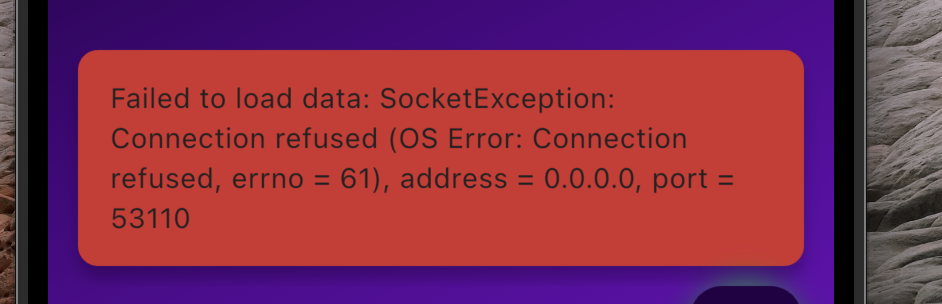 Failed to load data: SocketException:
Connection refused (OS Error: Connection
refused, errno = 61), address = 0.0.0.0, port =
53110